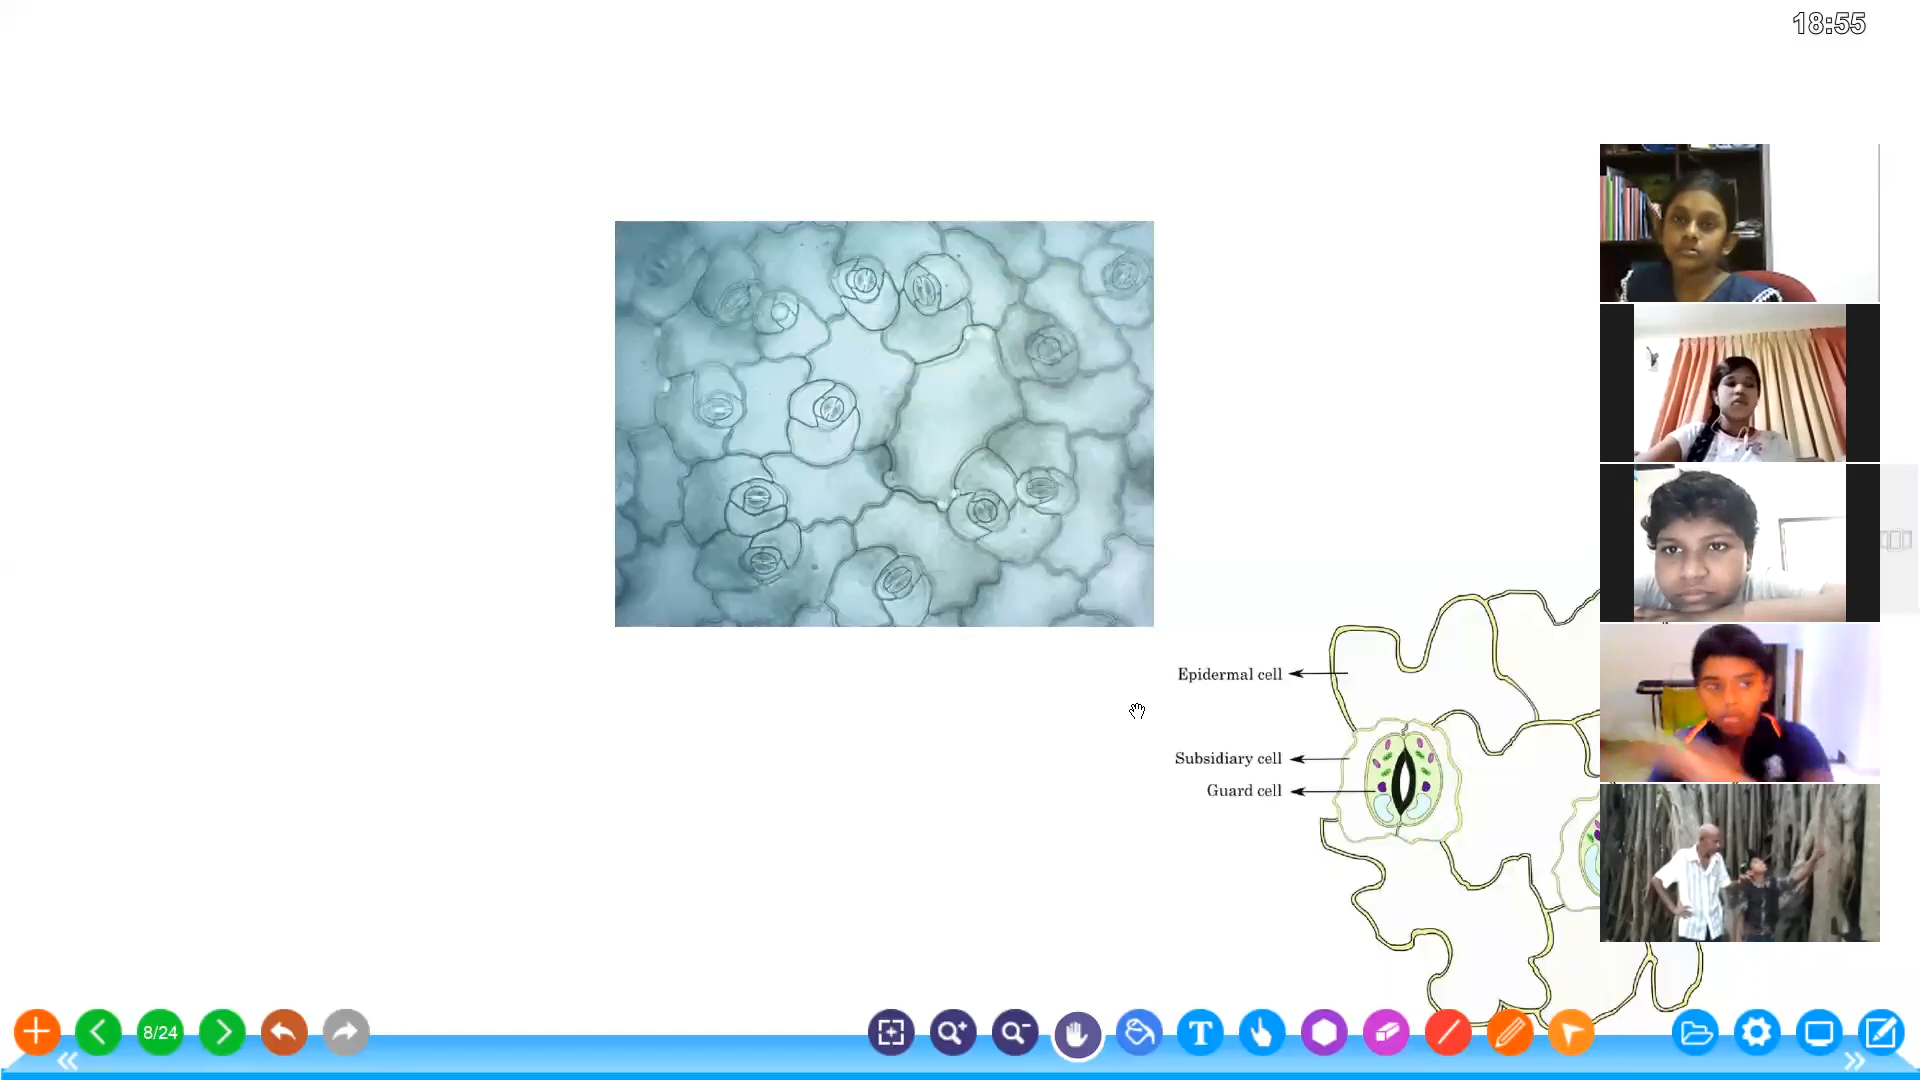 18:55
Epidermal cell
Subsidiary cell
Guard cell
8/24
T